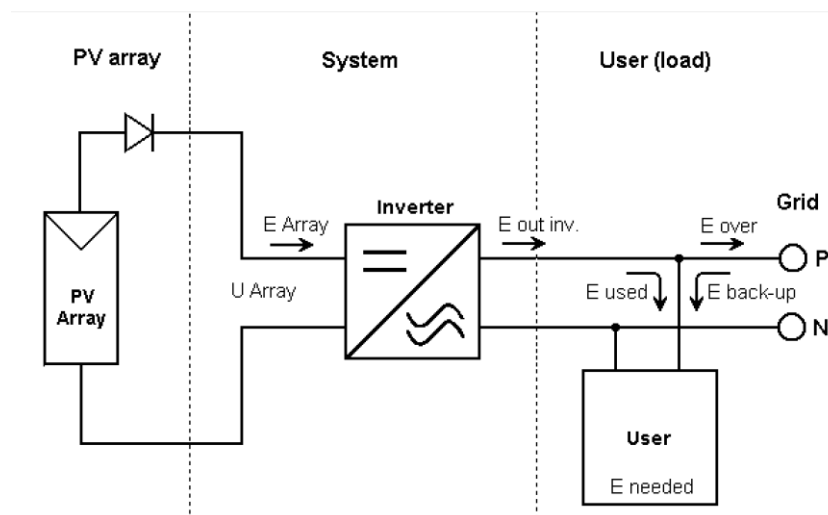 PV array
System
User (load)
E Array
Inverter
E out inv.
E over
Grid
P
U Array
E used
E back-up
PV
Array
N
User
E needed